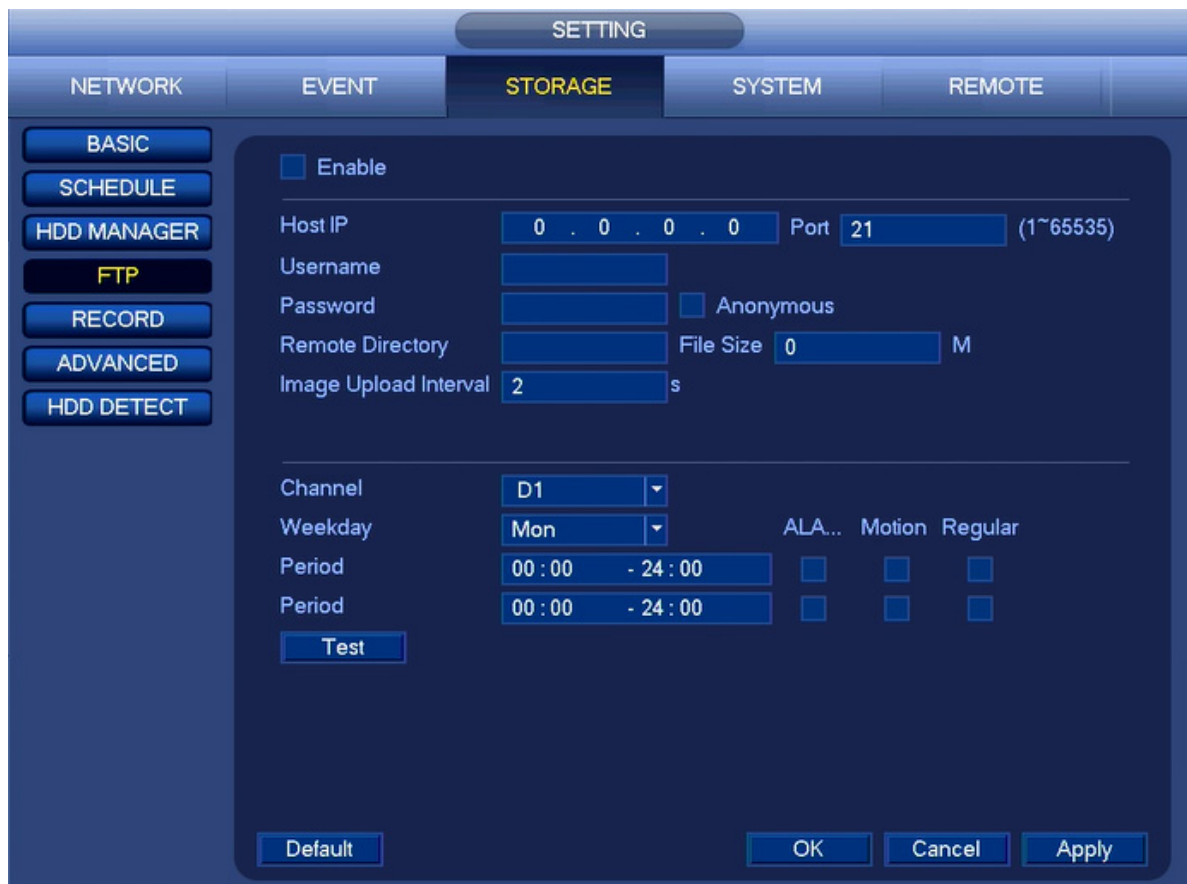 SETTING
NETWORK EVENT STORAGE SYSTEM REMOTE
BASIC
SCHEDULE
HDD MANAGER
FTP
RECORD
ADVANCED
HDD DETECT
Enable
Host IP 0 . 0 . 0 . 0 Port 21 (1~65535)
Username
Password Anonymous
Remote Directory File Size 0 M
Image Upload Interval 2 s
Channel D1
Weekday Mon ALA... Motion Regular
Period 00 : 00 - 24 : 00
Period 00 : 00 - 24 : 00
Test
Default OK Cancel Apply